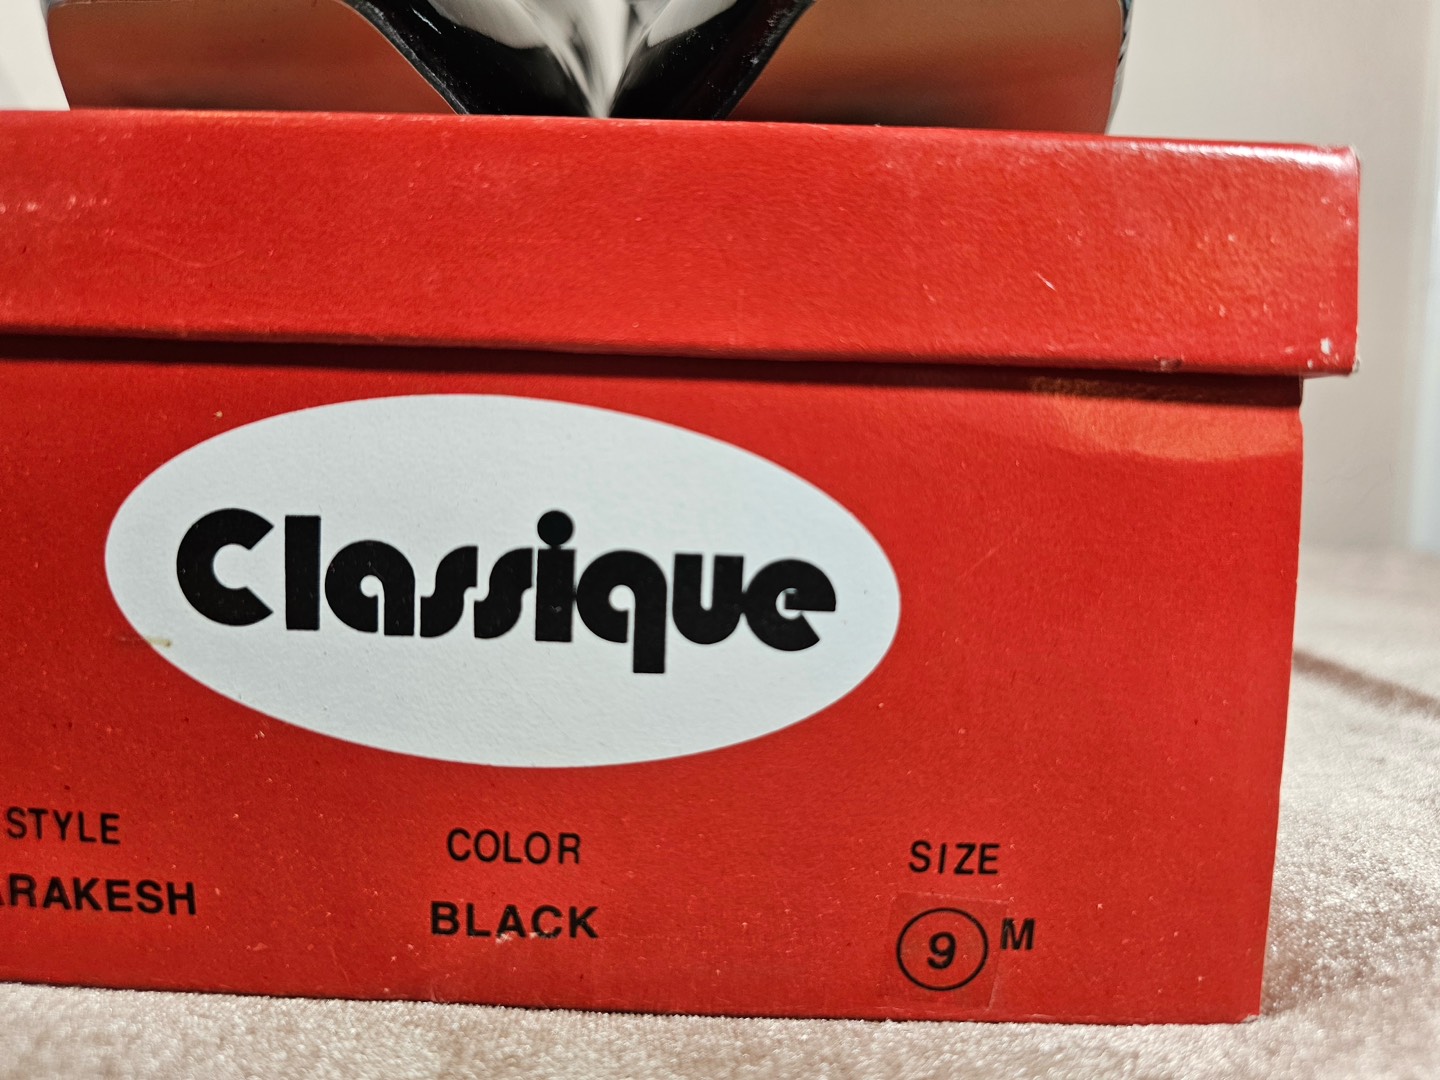 Classique
STYLE COLOR SIZE
ARAKESH BLACK 9 M